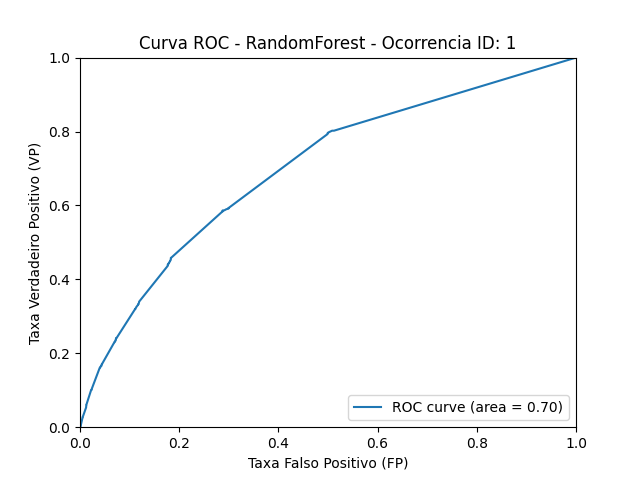 Curva ROC - RandomForest - Ocorrencia ID: 1
Taxa Verdadeiro Positivo (VP)
1.0
0.8
0.6
0.4
0.2
0.0
ROC curve (area = 0.70)
0.0 0.2 0.4 0.6 0.8 1.0
Taxa Falso Positivo (FP)